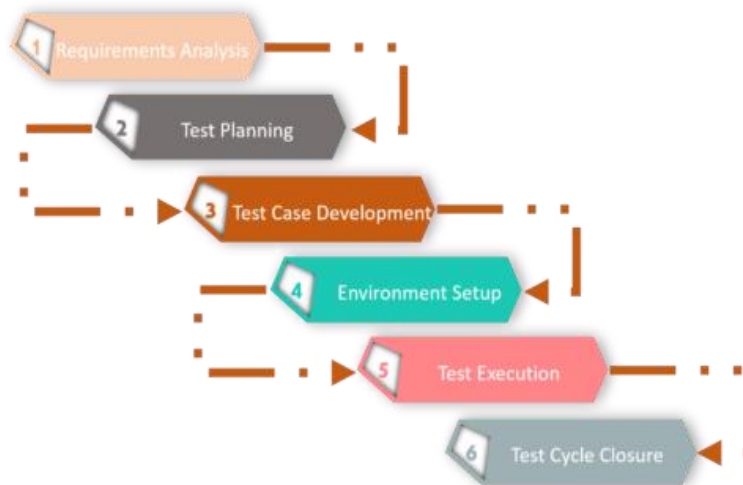 1 Requirements Analysis
2 Test Planning
3 Test Case Development
4 Environment Setup
5 Test Execution
6 Test Cycle Closure